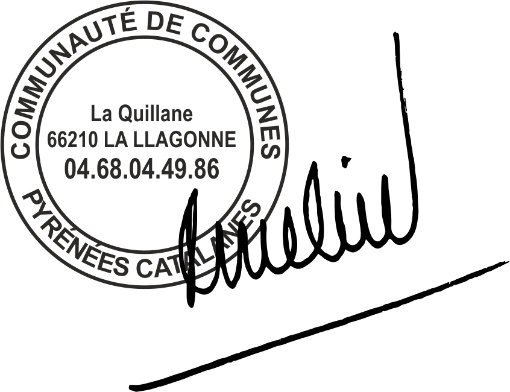 COMMUNAUTÉ DE COMMUNES
La Quillane
66210 LA LLAGONNE
04.68.04.49.86
PYRÉNÉES CATALANES